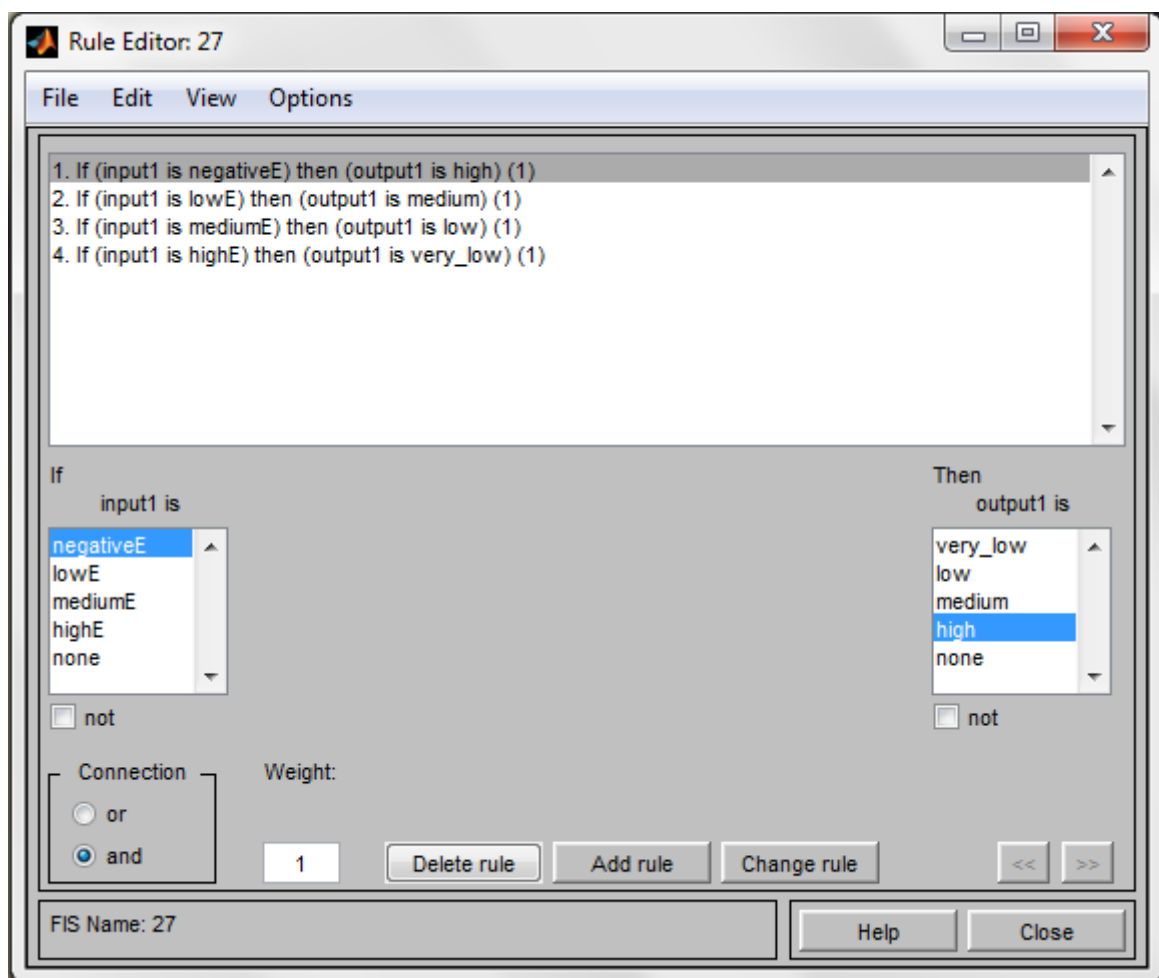 Rule Editor: 27
File Edit View Options
1. If (input1 is negativeE) then (output1 is high) (1)
2. If (input1 is lowE) then (output1 is medium) (1)
3. If (input1 is mediumE) then (output1 is low) (1)
4. If (input1 is highE) then (output1 is very_low) (1)
If
input1 is
negativeE
lowE
mediumE
highE
none
not
Then
output1 is
very_low
low
medium
high
none
not
Connection
or
and
Weight:
1
Delete rule Add rule Change rule << >>
FIS Name: 27
Help Close